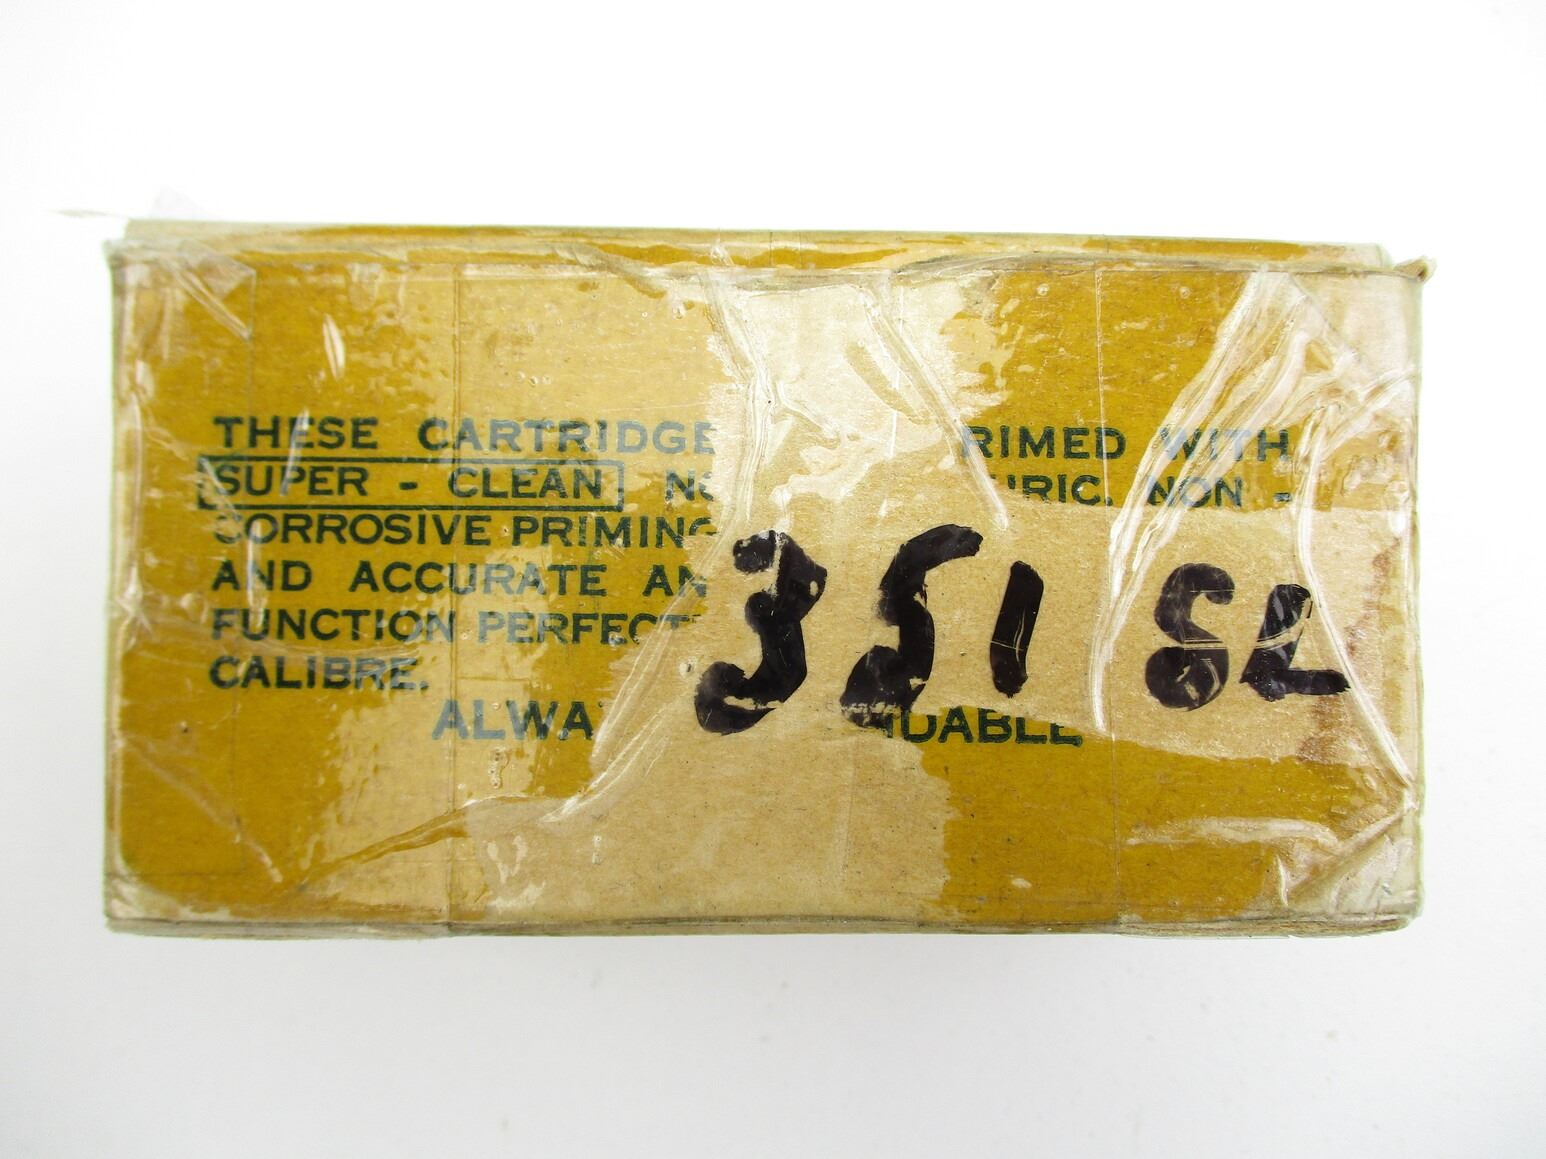 THESE CARTRIDGE RIMED WITH
SUPER - CLEAN URIC. NON -
CORROSIVE PRIMING
AND ACCURATE AN
FUNCTION PERFECT
CALIBRE.
ALWA DABLE
351 SL